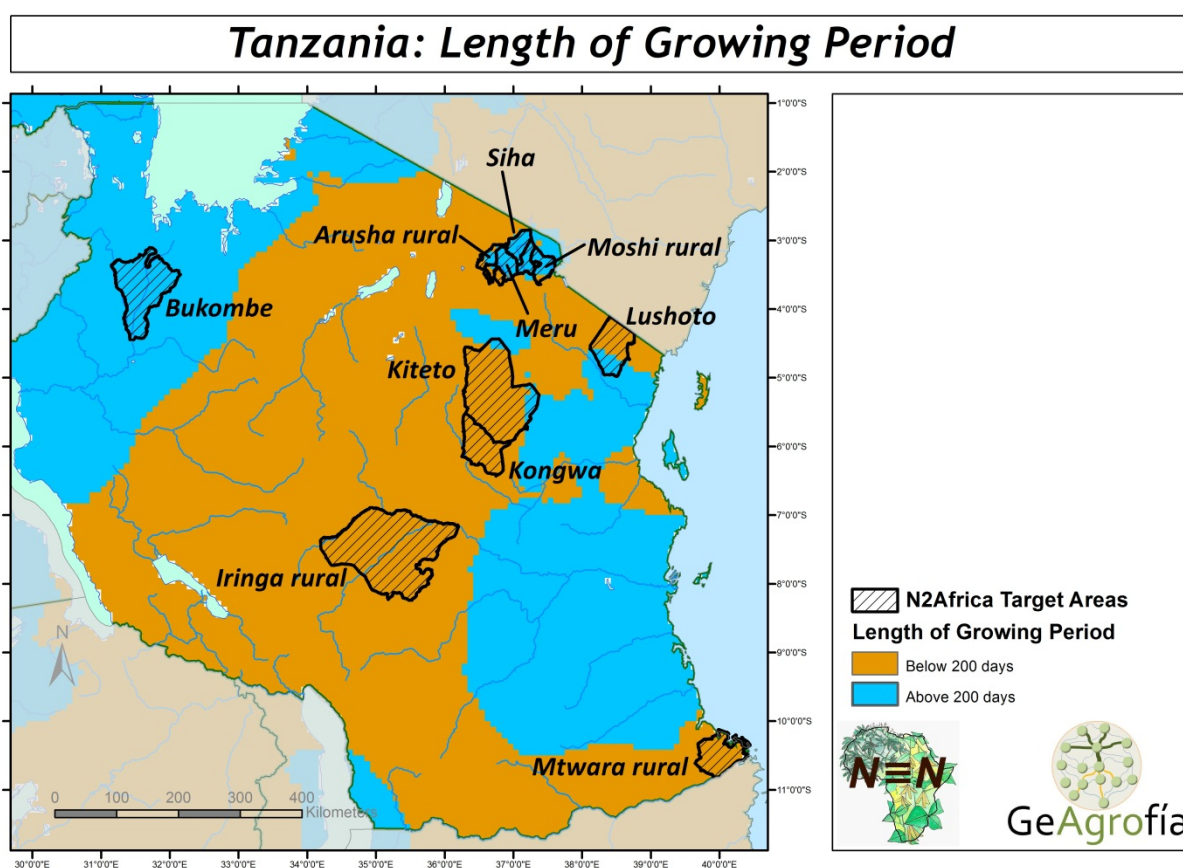 Tanzania: Length of Growing Period
1°0'0"S
2°0'0"S
3°0'0"S
4°0'0"S
5°0'0"S
6°0'0"S
7°0'0"S
8°0'0"S
9°0'0"S
10°0'0"S
11°0'0"S
Siha
Arusha rural
Moshi rural
Bukombe
Meru
Lushoto
Kiteto
Kongwa
Iringa rural
Mtwara rural
N
0 100 200 300 400
Kilometers
30°0'0"E 31°0'0"E 32°0'0"E 33°0'0"E 34°0'0"E 35°0'0"E 36°0'0"E 37°0'0"E 38°0'0"E 39°0'0"E 40°0'0"E
N2Africa Target Areas
Length of Growing Period
Below 200 days
Above 200 days
N≡N
GeAgrofía